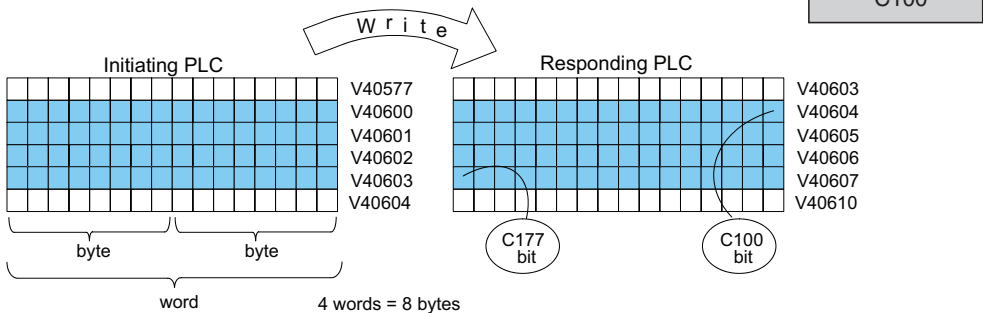 C100
Write
Initiating PLC
Responding PLC
V40577
V40600
V40601
V40602
V40603
V40604
V40603
V40604
V40605
V40606
V40607
V40610
byte
byte
word
4 words = 8 bytes
C177
bit
C100
bit